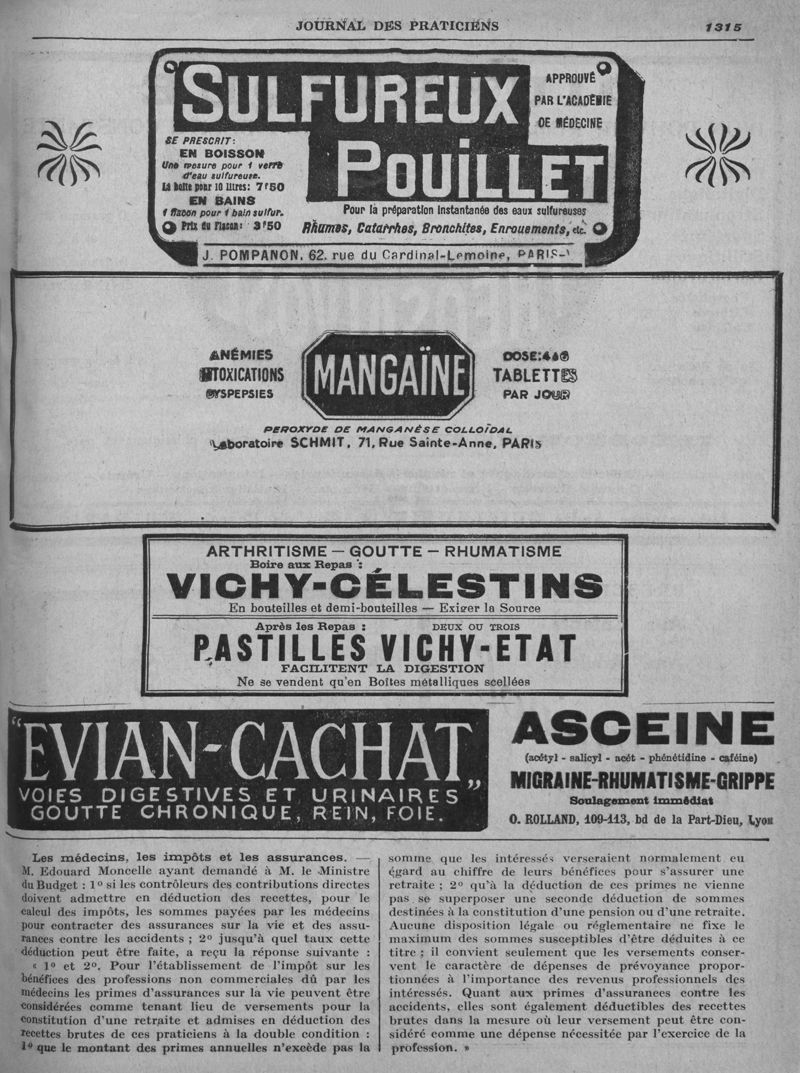 JOURNAL DES PRATICIENS
1315
SULFUREUX
POUILLET
APPROUVÉ
PAR L'ACADÉMIE
DE MÉDECINE
SE PRESCRIT:
EN BOISSON
Une mesure pour 1 verre
d'eau sulfureuse.
La boîte pour 10 litres: 7f50
EN BAINS
1 flacon pour 1 bain sulfur.
Prix du Flacon: 3f50
Pour la préparation instantanée des eaux sulfureuses
Rhumes, Catarrhes, Bronchites, Enrouements, etc.
J. POMPANON, 62, rue du Cardinal-Lemoine, PARIS-V
ANÉMIES
INTOXICATIONS
DYSPEPSIES
MANGAÏNE
DOSE: 4 à 6
TABLETTES
PAR JOUR
PEROXYDE DE MANGANÈSE COLLOÏDAL
Laboratoire SCHMIT, 71, Rue Sainte-Anne, PARIS
ARTHRITISME — GOUTTE — RHUMATISME
Boire aux Repas :
VICHY-CÉLESTINS
En bouteilles et demi-bouteilles — Exiger la Source
Après les Repas : DEUX OU TROIS
PASTILLES VICHY-ETAT
FACILITENT LA DIGESTION
Ne se vendent qu'en Boîtes métalliques scellées
"EVIAN-CACHAT"
VOIES DIGESTIVES ET URINAIRES
GOUTTE CHRONIQUE, REIN, FOIE.
ASCEINE
(acétyl - salicyl - acét - phénétidine - caféine)
MIGRAINE-RHUMATISME-GRIPPE
Soulagement immédiat
O. ROLLAND, 109-113, bd de la Part-Dieu, Lyon
Les médecins, les impôts et les assurances. —
M. Edouard Moncelle ayant demandé à M. le Ministre
du Budget : 1º si les contrôleurs des contributions directes
doivent admettre en déduction des recettes, pour le
calcul des impôts, les sommes payées par les médecins
pour contracter des assurances sur la vie et des assu-
rances contre les accidents ; 2º jusqu'à quel taux cette
déduction peut être faite, a reçu la réponse suivante :
« 1º et 2º. Pour l'établissement de l'impôt sur les
bénéfices des professions non commerciales dû par les
médecins les primes d'assurances sur la vie peuvent être
considérées comme tenant lieu de versements pour la
constitution d'une retraite et admises en déduction des
recettes brutes de ces praticiens à la double condition :
1º que le montant des primes annuelles n'excède pas la
somme que les intéressés verseraient normalement eu
égard au chiffre de leurs bénéfices pour s'assurer une
retraite ; 2º qu'à la déduction de ces primes ne vienne
pas se superposer une seconde déduction de sommes
destinées à la constitution d'une pension ou d'une retraite.
Aucune disposition légale ou réglementaire ne fixe le
maximum des sommes susceptibles d'être déduites à ce
titre ; il convient seulement que les versements conser-
vent le caractère de dépenses de prévoyance propor-
tionnées à l'importance des revenus professionnels des
intéressés. Quant aux primes d'assurances contre les
accidents, elles sont également déductibles des recettes
brutes dans la mesure où leur versement peut être con-
sidéré comme une dépense nécessitée par l'exercice de la
profession. »